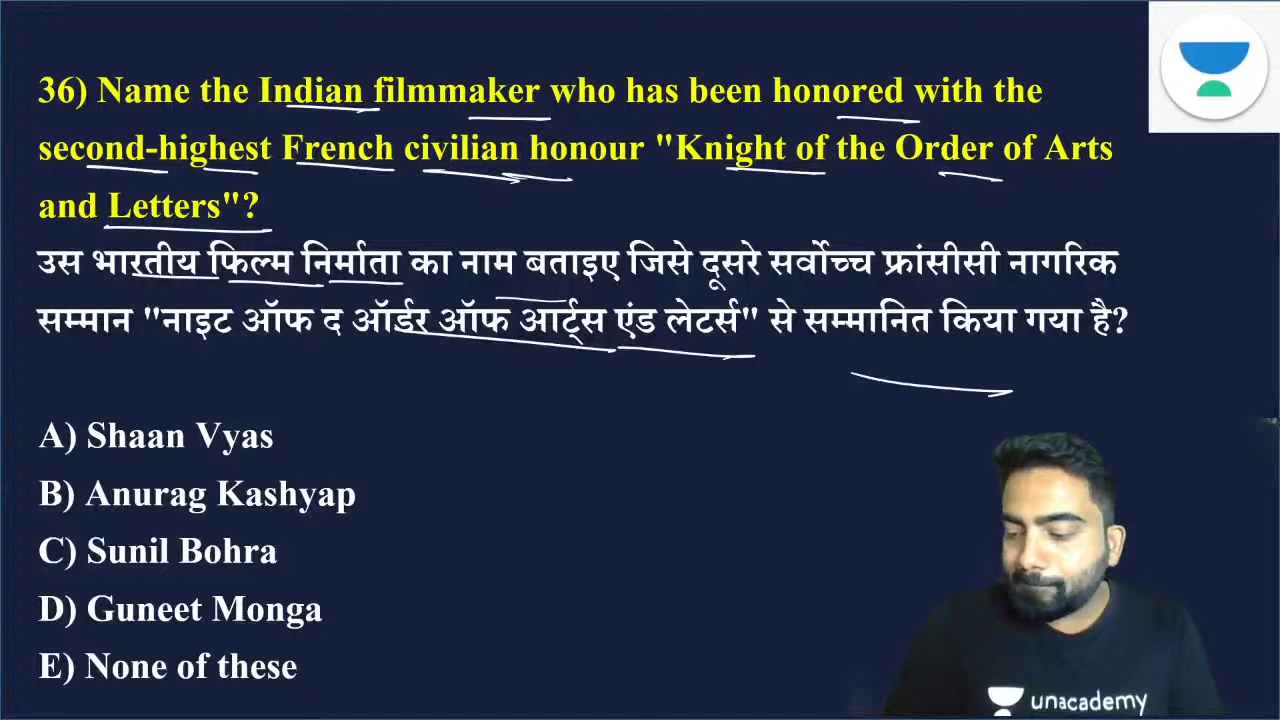 36) Name the Indian filmmaker who has been honored with the
second-highest French civilian honour "Knight of the Order of Arts
and Letters"?
उस भारतीय फिल्म निर्माता का नाम बताइए जिसे दूसरे सर्वोच्च फ्रांसीसी नागरिक
सम्मान "नाइट ऑफ द ऑर्डर ऑफ आर्ट्स एंड लेटर्स" से सम्मानित किया गया है?
A) Shaan Vyas
B) Anurag Kashyap
C) Sunil Bohra
D) Guneet Monga
E) None of these
unacademy